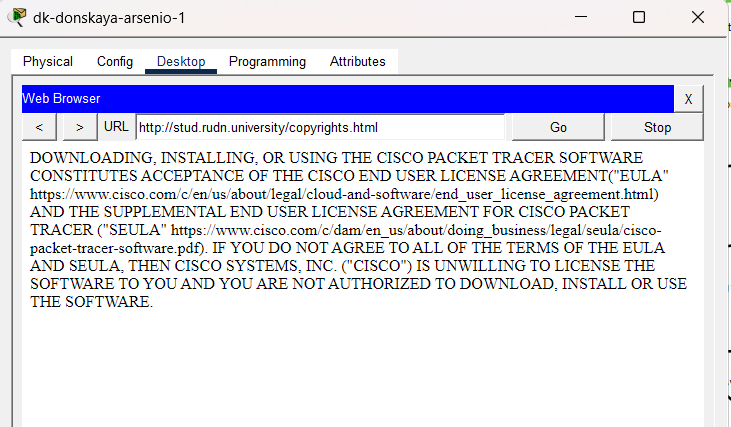 dk-donskaya-arsenio-1
Physical Config Desktop Programming Attributes
Web Browser X
< > URL http://stud.rudn.university/copyrights.html Go Stop
DOWNLOADING, INSTALLING, OR USING THE CISCO PACKET TRACER SOFTWARE
CONSTITUTES ACCEPTANCE OF THE CISCO END USER LICENSE AGREEMENT("EULA"
https://www.cisco.com/c/en/us/about/legal/cloud-and-software/end_user_license_agreement.html)
AND THE SUPPLEMENTAL END USER LICENSE AGREEMENT FOR CISCO PACKET
TRACER ("SEULA" https://www.cisco.com/c/dam/en_us/about/doing_business/legal/seula/cisco-
packet-tracer-software.pdf). IF YOU DO NOT AGREE TO ALL OF THE TERMS OF THE EULA
AND SEULA, THEN CISCO SYSTEMS, INC. ("CISCO") IS UNWILLING TO LICENSE THE
SOFTWARE TO YOU AND YOU ARE NOT AUTHORIZED TO DOWNLOAD, INSTALL OR USE
THE SOFTWARE.